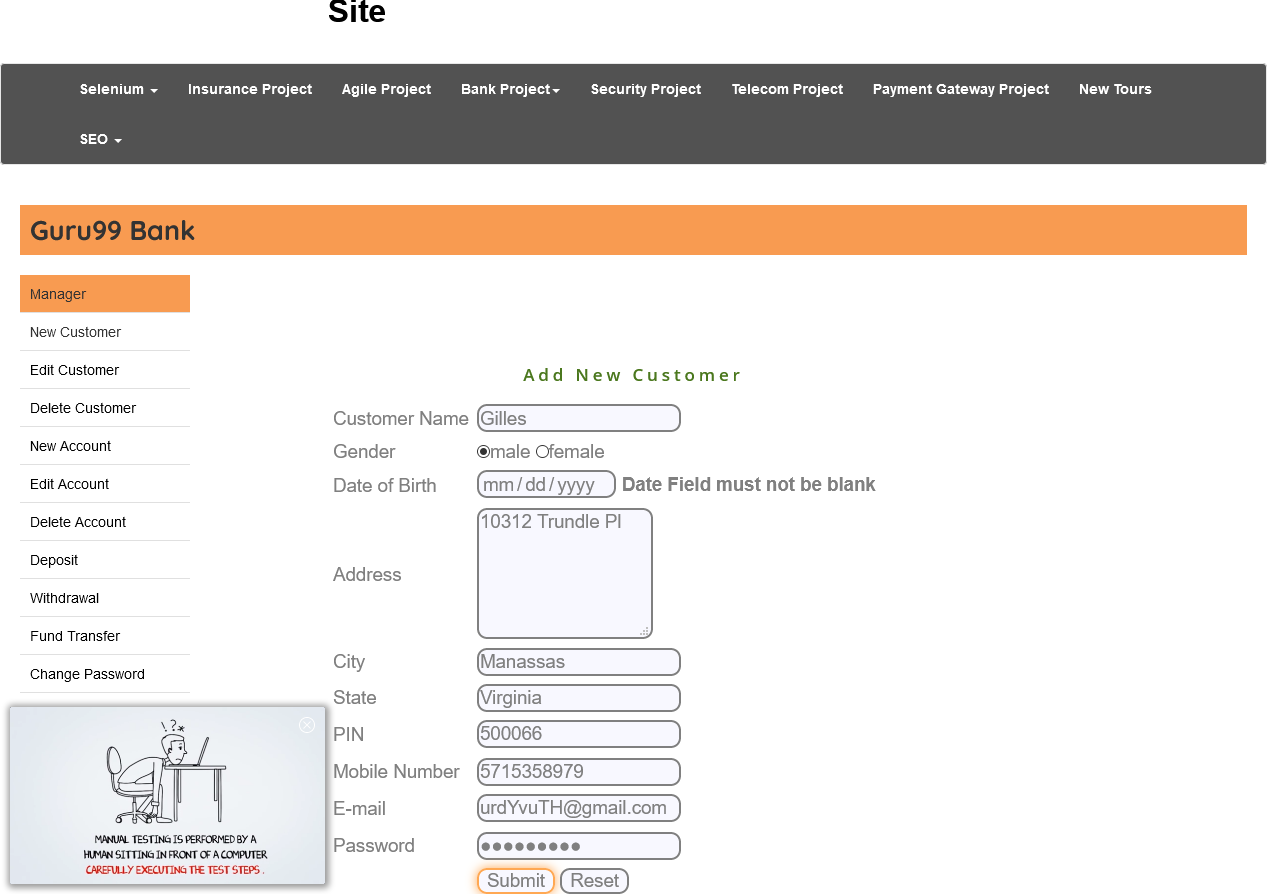 Site
Selenium Insurance Project Agile Project Bank Project Security Project Telecom Project Payment Gateway Project New Tours
SEO
Guru99 Bank
Manager
New Customer
Edit Customer
Delete Customer
New Account
Edit Account
Delete Account
Deposit
Withdrawal
Fund Transfer
Change Password
Add New Customer
Customer Name Gilles
Gender male female
Date of Birth mm/dd/yyyy Date Field must not be blank
Address 10312 Trundle Pl
City Manassas
State Virginia
PIN 500066
Mobile Number 5715358979
E-mail urdYvuTH@gmail.com
Password •••••••••
Submit Reset
!?*
MANUAL TESTING IS PERFORMED BY A
HUMAN SITTING IN FRONT OF A COMPUTER
CAREFULLY EXECUTING THE TEST STEPS .